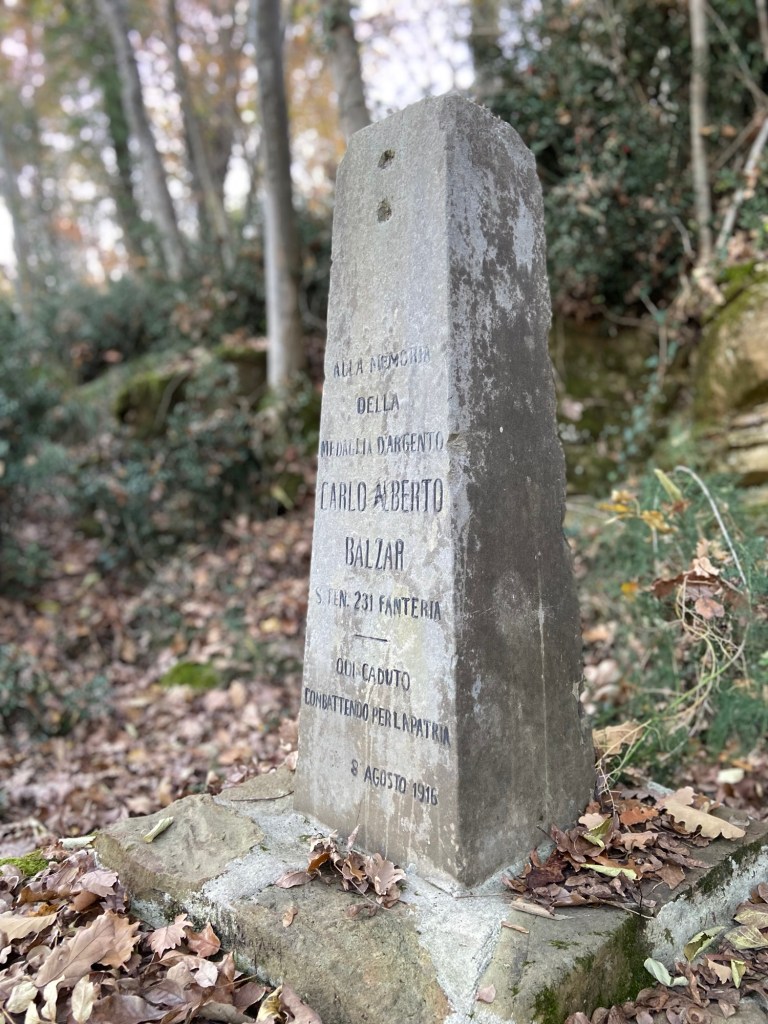 ALLA MEMORIA
DELLA
MEDAGLIA D'ARGENTO
CARLO ALBERTO
BALZAR
S.TEN. 231 FANTERIA
QUI CADUTO
COMBATTENDO PER LA PATRIA
8 AGOSTO 1916